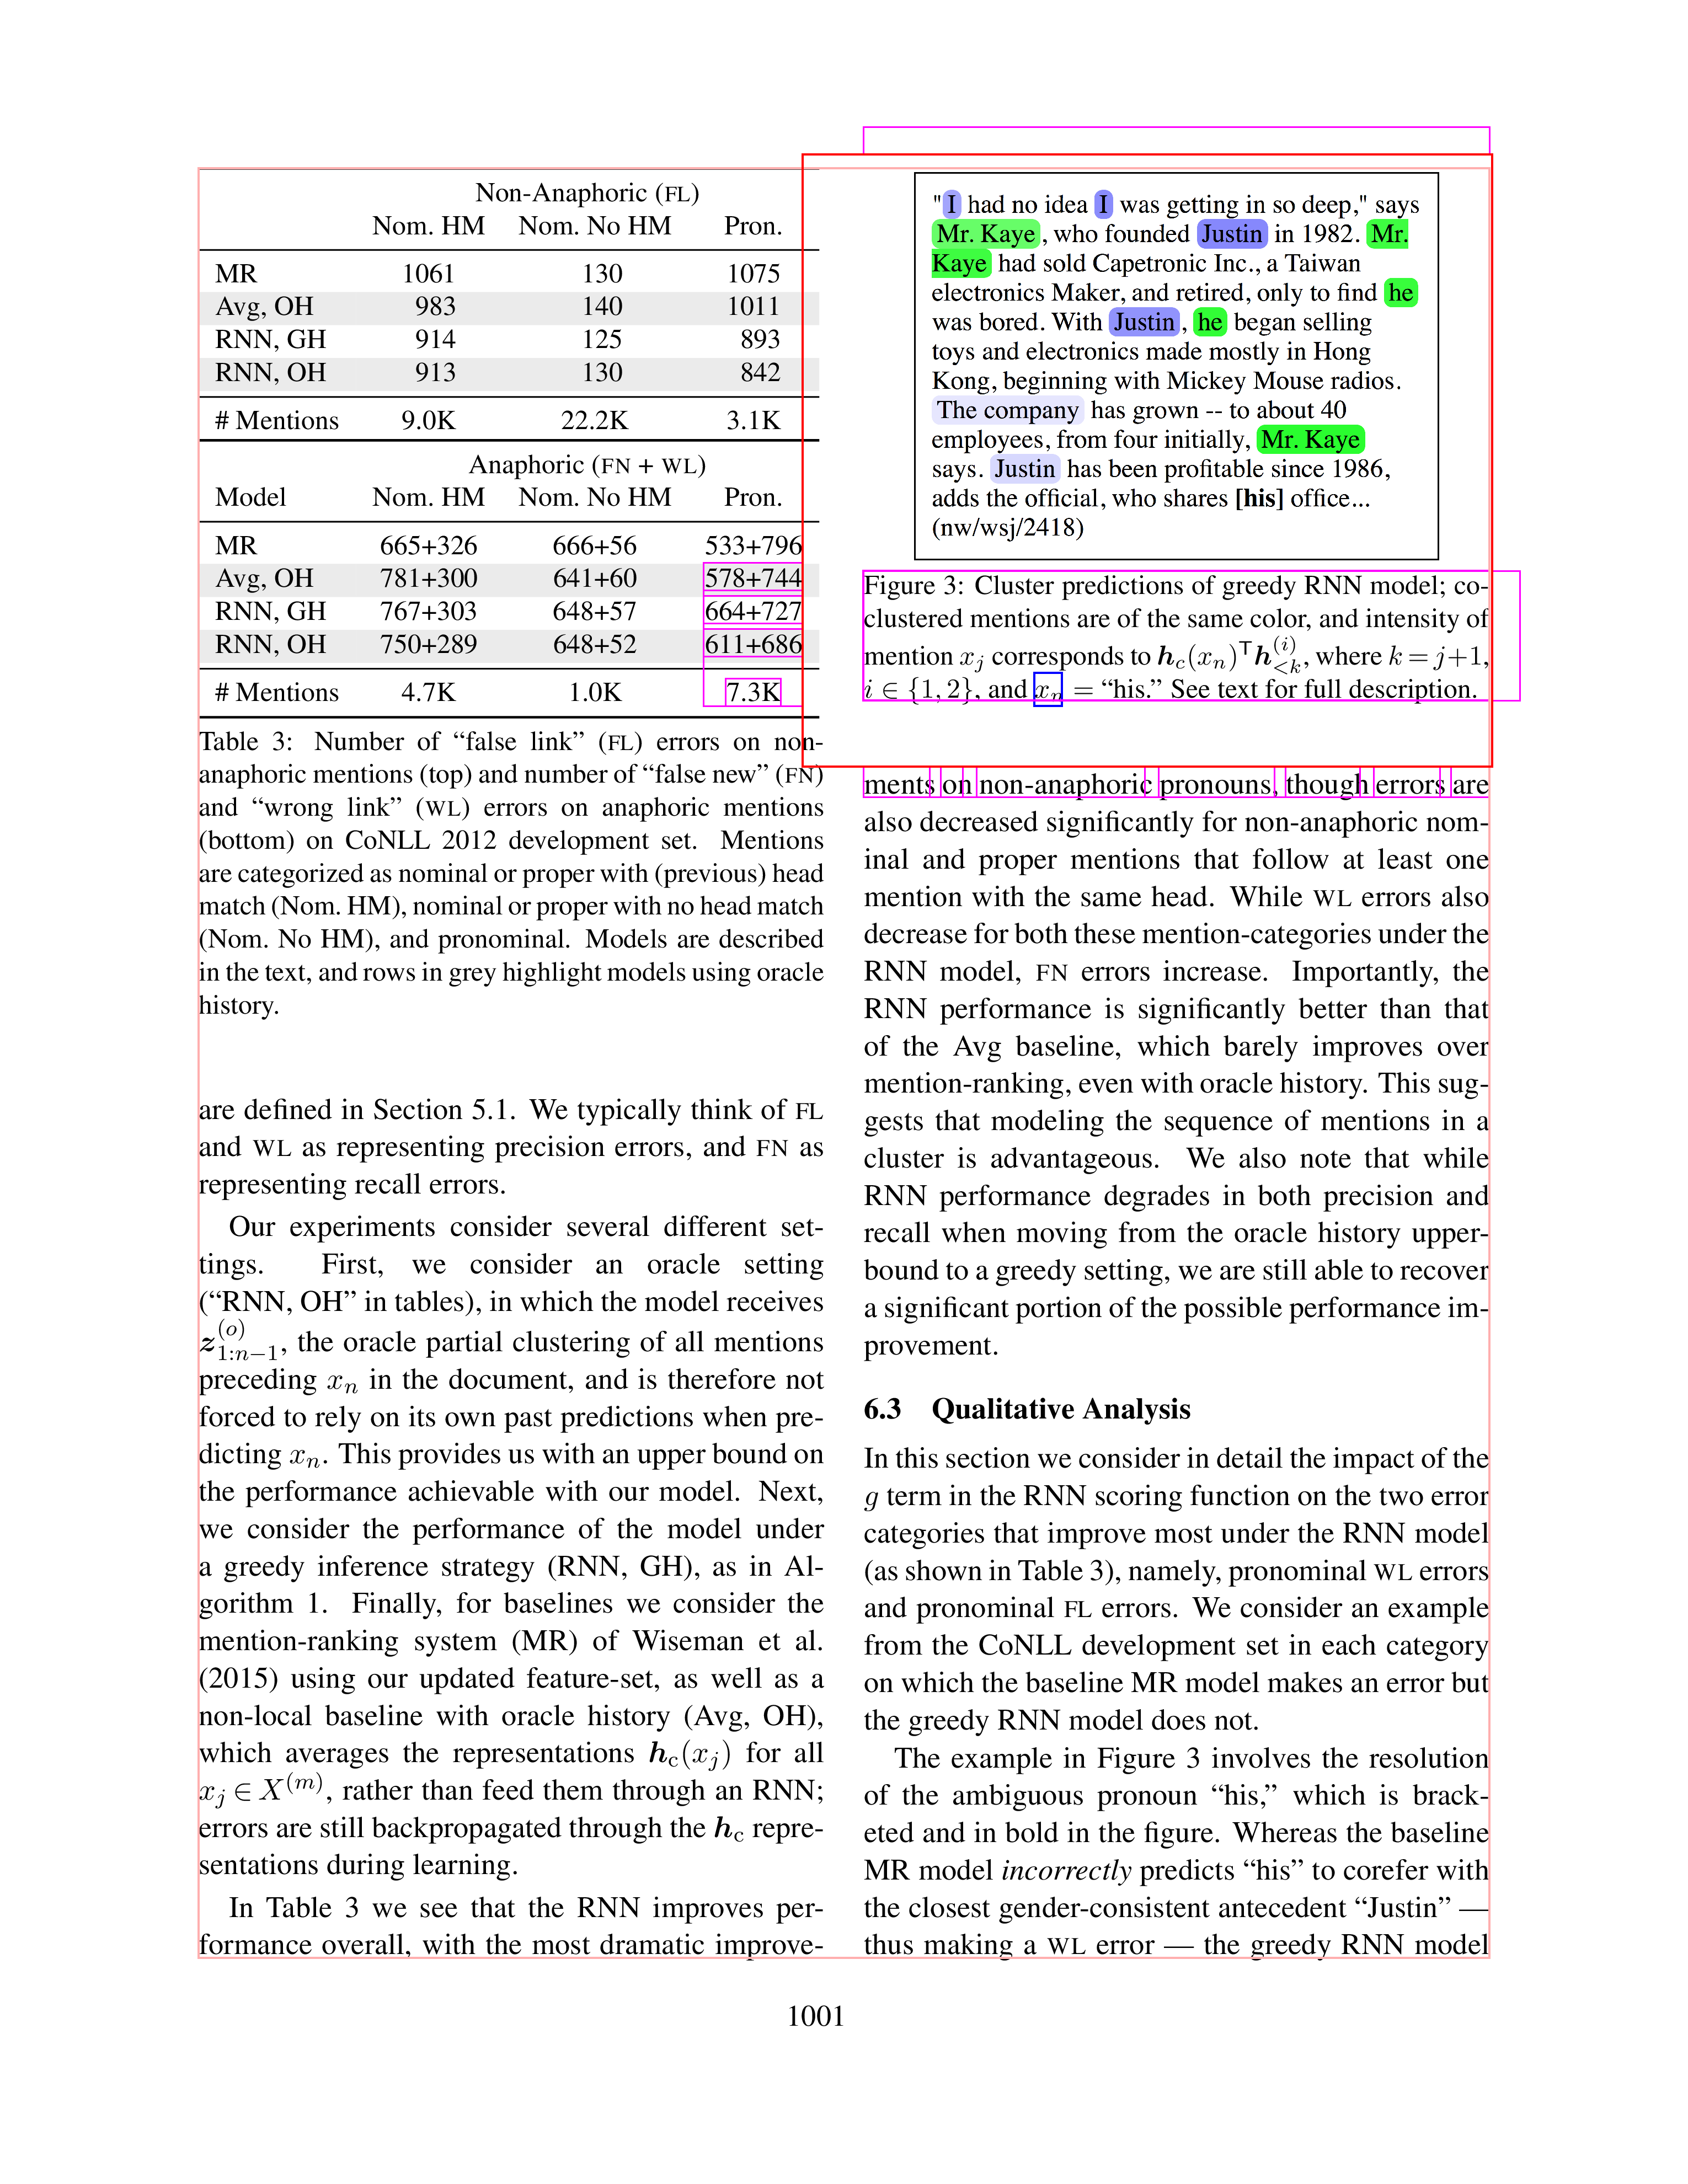 Non-Anaphoric (FL)
Nom. HM Nom. No HM Pron.
MR 1061 130 1075
Avg, OH 983 140 1011
RNN, GH 914 125 893
RNN, OH 913 130 842
# Mentions 9.0K 22.2K 3.1K
Anaphoric (FN + WL)
Model Nom. HM Nom. No HM Pron.
MR 665+326 666+56 533+796
Avg, OH 781+300 641+60 578+744
RNN, GH 767+303 648+57 664+727
RNN, OH 750+289 648+52 611+686
# Mentions 4.7K 1.0K 7.3K
Table 3: Number of “false link” (FL) errors on non-
anaphoric mentions (top) and number of “false new” (FN)
and “wrong link” (WL) errors on anaphoric mentions
(bottom) on CoNLL 2012 development set. Mentions
are categorized as nominal or proper with (previous) head
match (Nom. HM), nominal or proper with no head match
(Nom. No HM), and pronominal. Models are described
in the text, and rows in grey highlight models using oracle
history.
are defined in Section 5.1. We typically think of FL
and WL as representing precision errors, and FN as
representing recall errors.
Our experiments consider several different set-
tings. First, we consider an oracle setting
(“RNN, OH” in tables), in which the model receives
z_{1:n−1}^{(o)}, the oracle partial clustering of all mentions
preceding x_n in the document, and is therefore not
forced to rely on its own past predictions when pre-
dicting x_n. This provides us with an upper bound on
the performance achievable with our model. Next,
we consider the performance of the model under
a greedy inference strategy (RNN, GH), as in Al-
gorithm 1. Finally, for baselines we consider the
mention-ranking system (MR) of Wiseman et al.
(2015) using our updated feature-set, as well as a
non-local baseline with oracle history (Avg, OH),
which averages the representations h_c(x_j) for all
x_j ∈ X^{(m)}, rather than feed them through an RNN;
errors are still backpropagated through the h_c repre-
sentations during learning.
In Table 3 we see that the RNN improves per-
formance overall, with the most dramatic improve-
"I had no idea I was getting in so deep," says
Mr. Kaye, who founded Justin in 1982. Mr.
Kaye had sold Capetronic Inc., a Taiwan
electronics Maker, and retired, only to find he
was bored. With Justin, he began selling
toys and electronics made mostly in Hong
Kong, beginning with Mickey Mouse radios.
The company has grown -- to about 40
employees, from four initially, Mr. Kaye
says. Justin has been profitable since 1986,
adds the official, who shares [his] office...
(nw/wsj/2418)
Figure 3: Cluster predictions of greedy RNN model; co-
clustered mentions are of the same color, and intensity of
mention x_j corresponds to h_c(x_n)^⊤h_{<k}^{(i)}, where k=j+1,
i ∈ {1, 2}, and x_n = “his.” See text for full description.
ments on non-anaphoric pronouns, though errors are
also decreased significantly for non-anaphoric nom-
inal and proper mentions that follow at least one
mention with the same head. While WL errors also
decrease for both these mention-categories under the
RNN model, FN errors increase. Importantly, the
RNN performance is significantly better than that
of the Avg baseline, which barely improves over
mention-ranking, even with oracle history. This sug-
gests that modeling the sequence of mentions in a
cluster is advantageous. We also note that while
RNN performance degrades in both precision and
recall when moving from the oracle history upper-
bound to a greedy setting, we are still able to recover
a significant portion of the possible performance im-
provement.
6.3 Qualitative Analysis
In this section we consider in detail the impact of the
g term in the RNN scoring function on the two error
categories that improve most under the RNN model
(as shown in Table 3), namely, pronominal WL errors
and pronominal FL errors. We consider an example
from the CoNLL development set in each category
on which the baseline MR model makes an error but
the greedy RNN model does not.
The example in Figure 3 involves the resolution
of the ambiguous pronoun “his,” which is brack-
eted and in bold in the figure. Whereas the baseline
MR model incorrectly predicts “his” to corefer with
the closest gender-consistent antecedent “Justin” —
thus making a WL error — the greedy RNN model
1001